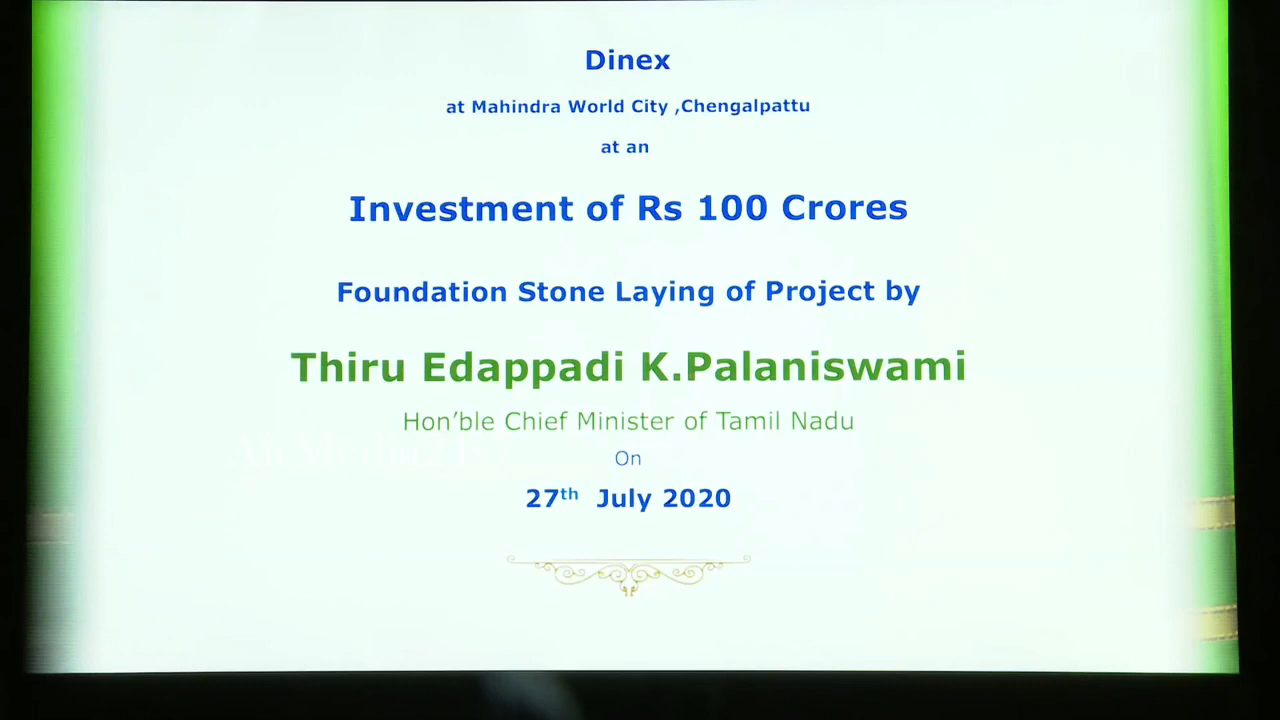 Dinex
at Mahindra World City ,Chengalpattu
at an
Investment of Rs 100 Crores
Foundation Stone Laying of Project by
Thiru Edappadi K.Palaniswami
Hon’ble Chief Minister of Tamil Nadu
On
27th July 2020